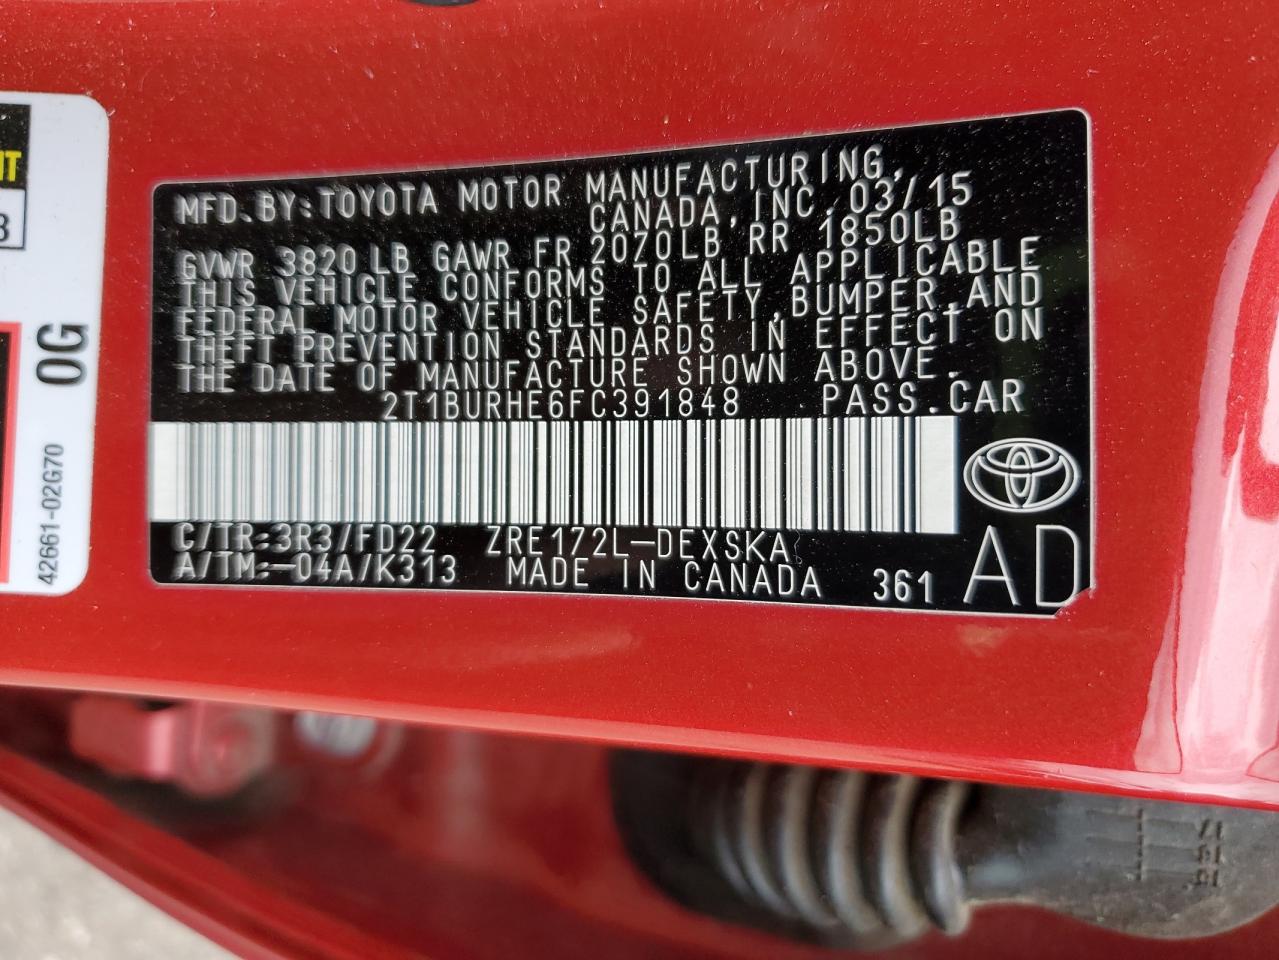 MFD.BY:TOYOTA MOTOR MANUFACTURING,
CANADA,INC.03/15
GVWR 3820 LB GAWR FR 2070LB RR 1850LB
THIS VEHICLE CONFORMS TO ALL APPLICABLE
FEDERAL MOTOR VEHICLE SAFETY,BUMPER,AND
THEFT PREVENTION STANDARDS IN EFFECT ON
THE DATE OF MANUFACTURE SHOWN ABOVE.
2T1BURHE6FC391848 PASS.CAR
C/TR:3R3/FD22 ZRE172L-DEXSKA
A/TM:-04A/K313 MADE IN CANADA 361 AD
0G
42661-02G70